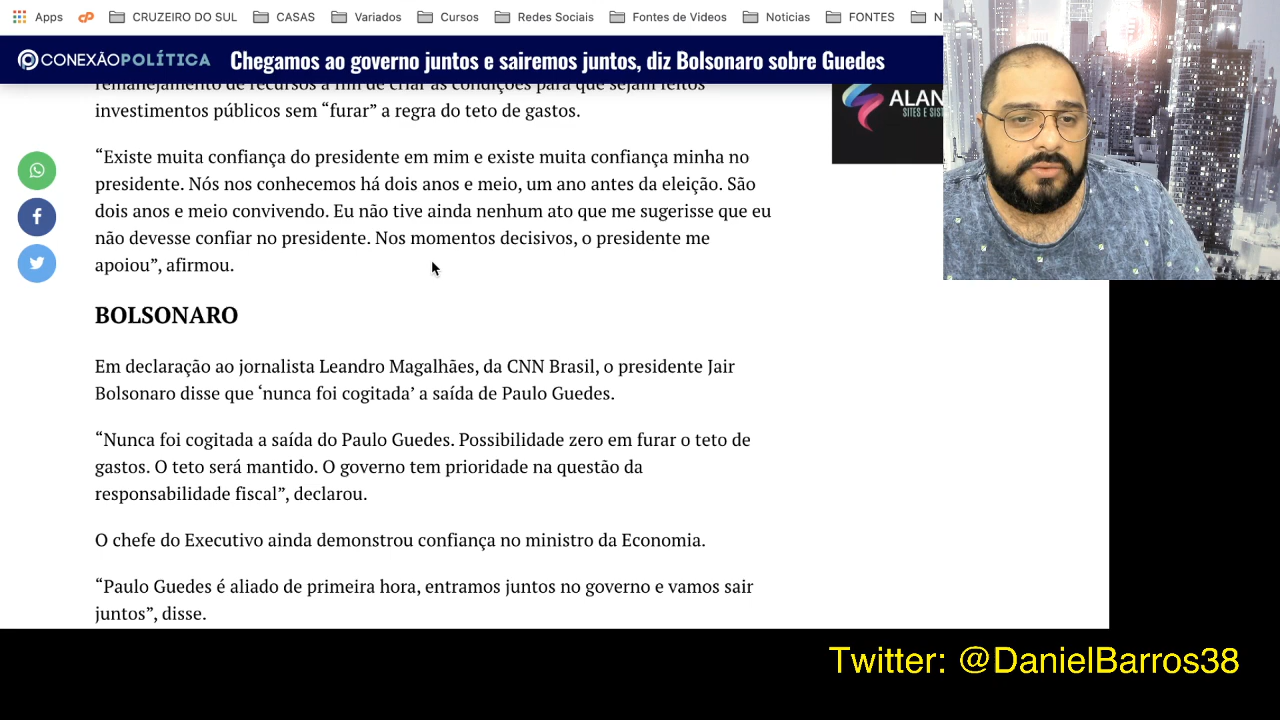 Apps CRUZEIRO DO SUL CASAS Variados Cursos Redes Sociais Fontes de Videos Noticias FONTES N
CONEXÃOPOLÍTICA Chegamos ao governo juntos e sairemos juntos, diz Bolsonaro sobre Guedes
remanejamento de recursos a fim de criar as condições para que sejam feitos
investimentos públicos sem “furar” a regra do teto de gastos.
ALAN
SITES E SIS
“Existe muita confiança do presidente em mim e existe muita confiança minha no
presidente. Nós nos conhecemos há dois anos e meio, um ano antes da eleição. São
dois anos e meio convivendo. Eu não tive ainda nenhum ato que me sugerisse que eu
não devesse confiar no presidente. Nos momentos decisivos, o presidente me
apoiou”, afirmou.
BOLSONARO
Em declaração ao jornalista Leandro Magalhães, da CNN Brasil, o presidente Jair
Bolsonaro disse que ‘nunca foi cogitada’ a saída de Paulo Guedes.
“Nunca foi cogitada a saída do Paulo Guedes. Possibilidade zero em furar o teto de
gastos. O teto será mantido. O governo tem prioridade na questão da
responsabilidade fiscal”, declarou.
O chefe do Executivo ainda demonstrou confiança no ministro da Economia.
“Paulo Guedes é aliado de primeira hora, entramos juntos no governo e vamos sair
juntos”, disse.
Twitter: @DanielBarros38